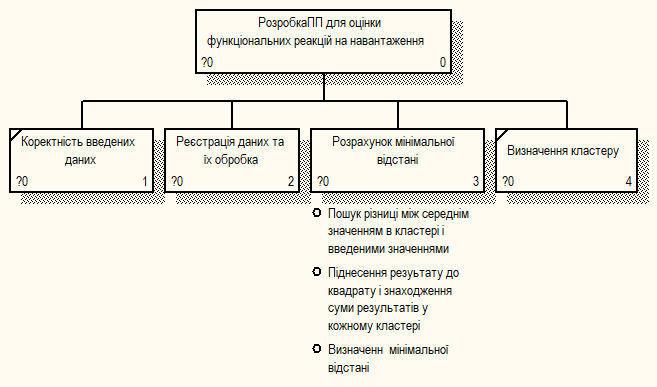 РозробкаПП для оцінки
функціональних реакцій на навантаження
?0 0
Коректність введених
даних
?0 1
Реєстрація даних та
їх обробка
?0 2
Розрахунок мінімальної
відстані
?0 3
Визначення кластеру
?0 4
Пошук різниці між середнім
значенням в кластері і
введеними значеннями
Піднесення резуьтату до
квадрату і знаходження
суми результатів у
кожному кластері
Визначенн мінімальної
відстані